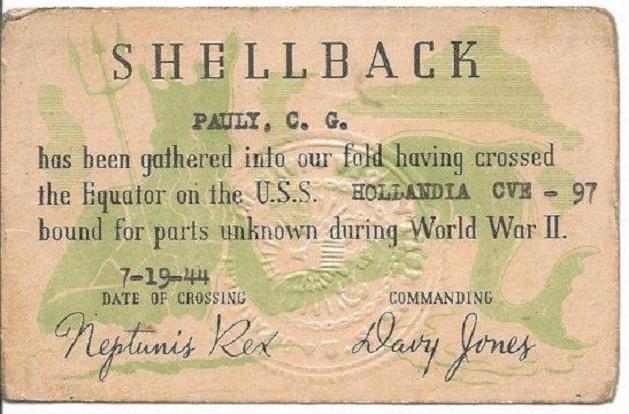 SHELLBACK
PAULY, C. G.
has been gathered into our fold having crossed
the Equator on the U.S.S. HOLLANDIA CVE - 97
bound for parts unknown during World War II.
7-19-44
DATE OF CROSSING COMMANDING
Neptunis Rex Davy Jones